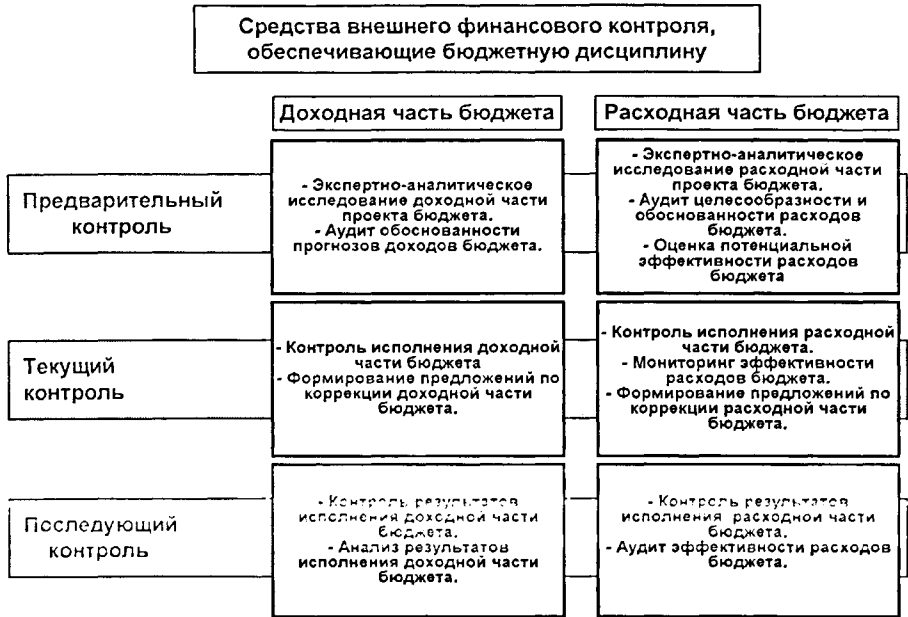 Средства внешнего финансового контроля,
обеспечивающие бюджетную дисциплину
Доходная часть бюджета
Расходная часть бюджета
Предварительный
контроль
- Экспертно-аналитическое
исследование доходной части
проекта бюджета.
- Аудит обоснованности
прогнозов доходов бюджета.
- Экспертно-аналитическое
исследование расходной части
проекта бюджета.
- Аудит целесообразности и
обоснованности расходов
бюджета.
- Оценка потенциальной
эффективности расходов
бюджета
Текущий
контроль
- Контроль исполнения доходной
части бюджета
- Формирование предложений по
коррекции доходной части
бюджета.
- Контроль исполнения расходной
части бюджета.
- Мониторинг эффективности
расходов бюджета.
- Формирование предложений по
коррекции расходной части
бюджета.
Последующий
контроль
- Контроль результатов
исполнения доходной части
бюджета.
- Анализ результатов
исполнения доходной части
бюджета.
- Контроль результатов
исполнения расходной части
бюджета.
- Аудит эффективности расходов
бюджета.